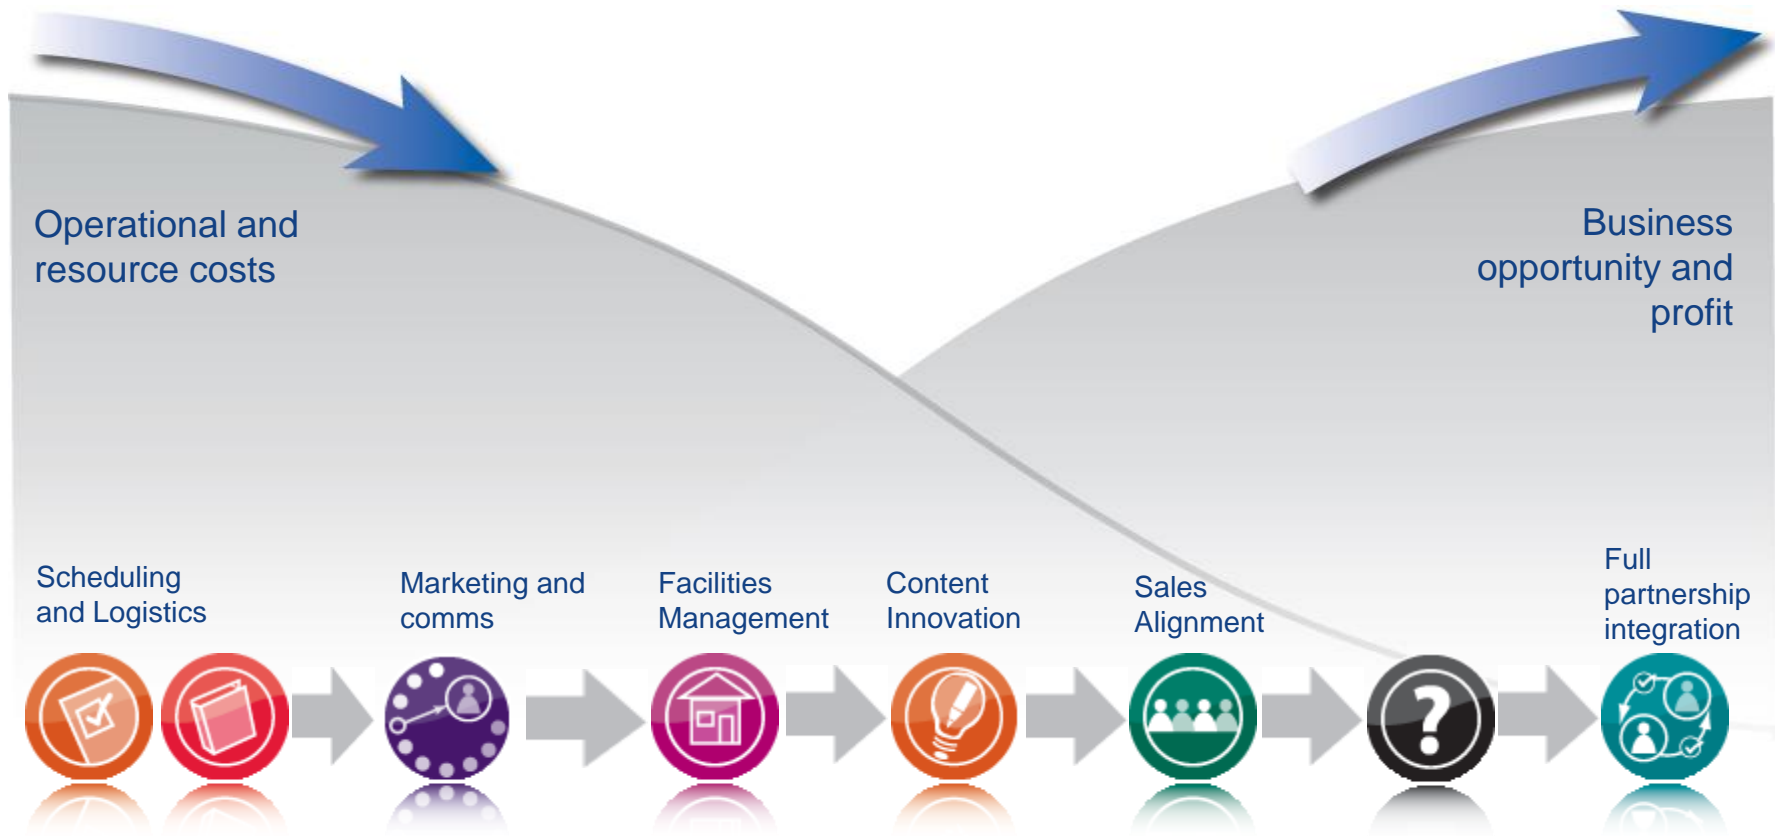 Operational and
resource costs
Business
opportunity and
profit
Scheduling
and Logistics
Marketing and
comms
Facilities
Management
Content
Innovation
Sales
Alignment
?
Full
partnership
integration